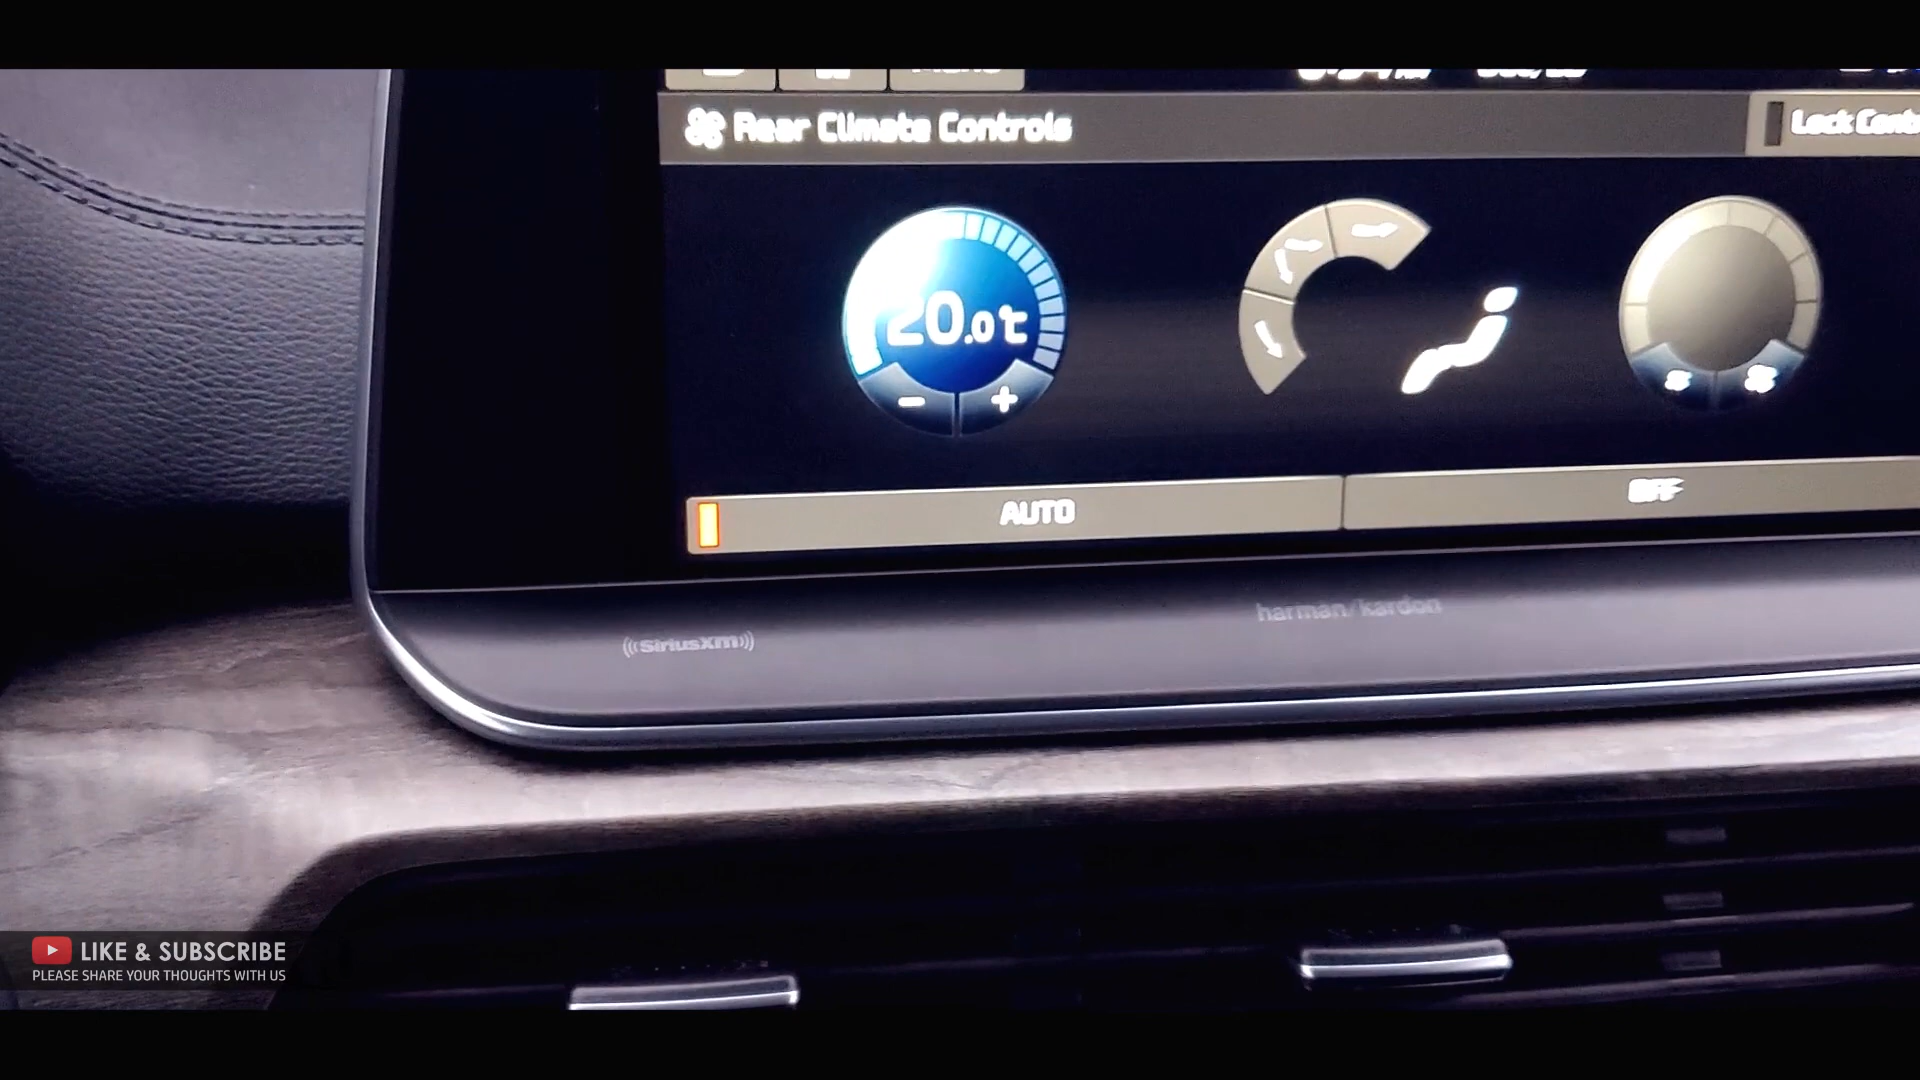 Rear Climate Controls
20.0℃
− +
AUTO
OFF
((SiriusXM))
harman/kardon
LIKE & SUBSCRIBE
PLEASE SHARE YOUR THOUGHTS WITH US